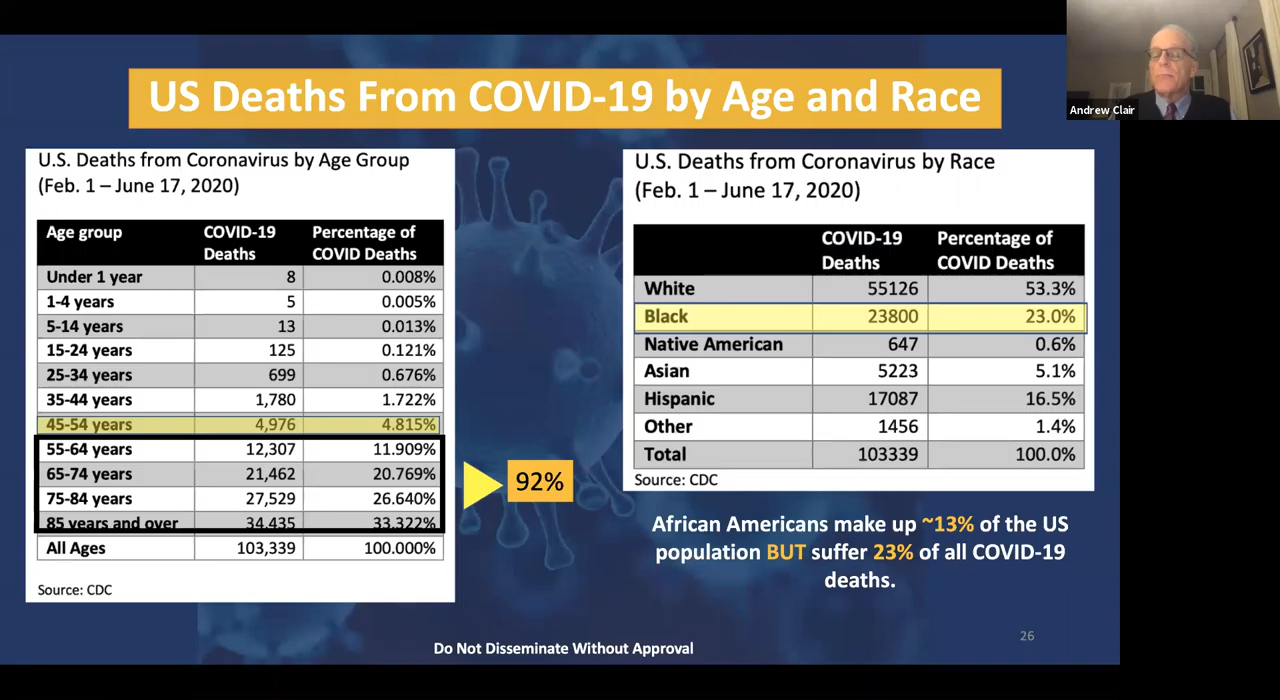 US Deaths From COVID-19 by Age and Race
Andrew Clair
U.S. Deaths from Coronavirus by Age Group
(Feb. 1 – June 17, 2020)
Age group COVID-19 Deaths Percentage of COVID Deaths
Under 1 year 8 0.008%
1-4 years 5 0.005%
5-14 years 13 0.013%
15-24 years 125 0.121%
25-34 years 699 0.676%
35-44 years 1,780 1.722%
45-54 years 4,976 4.815%
55-64 years 12,307 11.909%
65-74 years 21,462 20.769%
75-84 years 27,529 26.640%
85 years and over 34,435 33.322%
All Ages 103,339 100.000%
Source: CDC
92%
U.S. Deaths from Coronavirus by Race
(Feb. 1 – June 17, 2020)
COVID-19 Deaths Percentage of COVID Deaths
White 55126 53.3%
Black 23800 23.0%
Native American 647 0.6%
Asian 5223 5.1%
Hispanic 17087 16.5%
Other 1456 1.4%
Total 103339 100.0%
Source: CDC
African Americans make up ~13% of the US
population BUT suffer 23% of all COVID-19
deaths.
26
Do Not Disseminate Without Approval